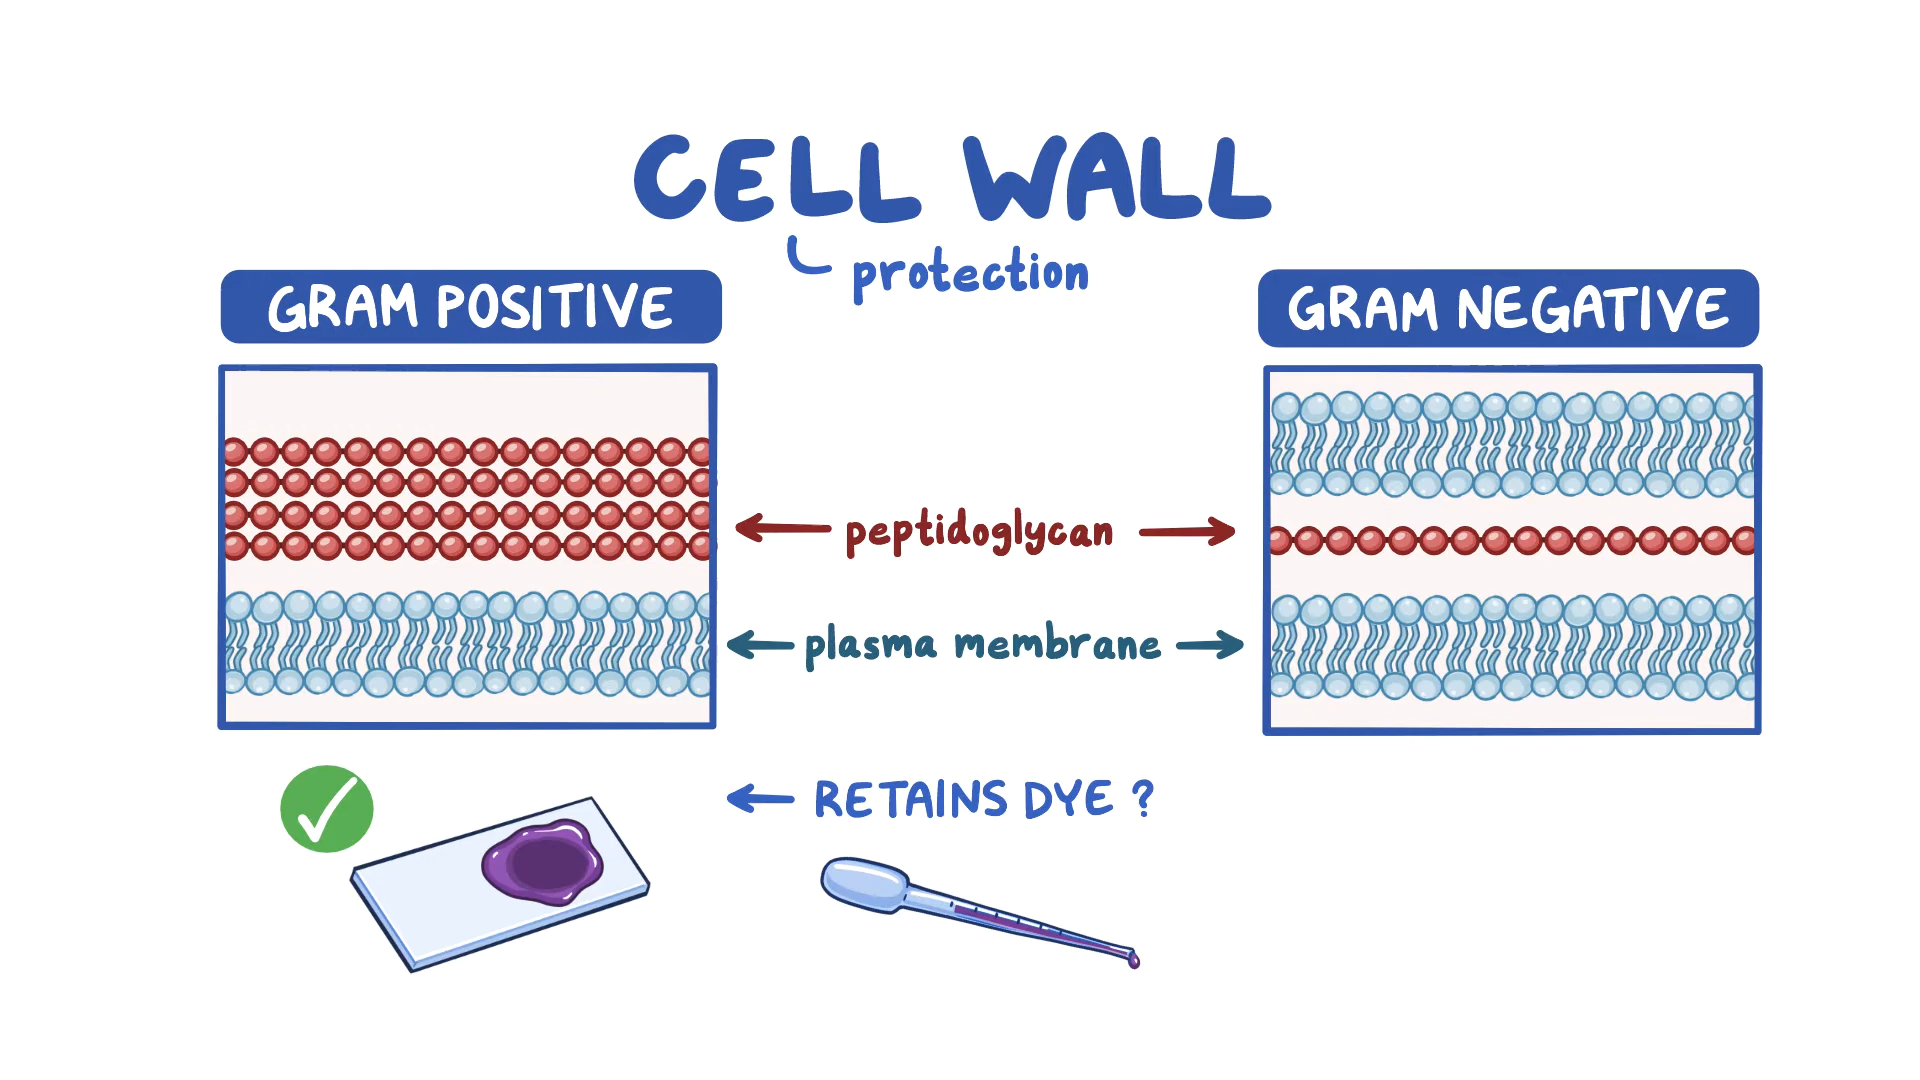 CELL WALL
protection
GRAM POSITIVE
GRAM NEGATIVE
peptidoglycan
plasma membrane
RETAINS DYE ?